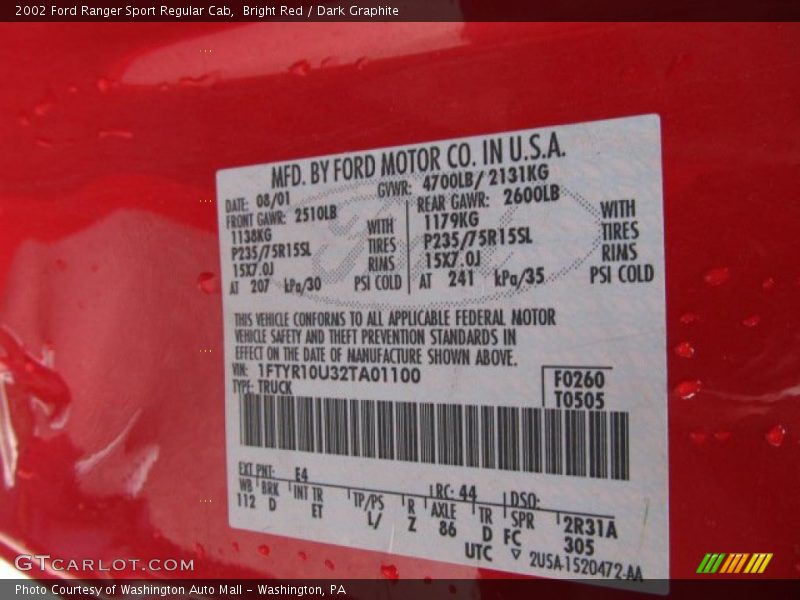 2002 Ford Ranger Sport Regular Cab,  Bright Red / Dark Graphite
MFD. BY FORD MOTOR CO. IN U.S.A.
DATE: 08/01 GVWR: 4700LB/ 2131KG
FRONT GAWR: 2510LB REAR GAWR: 2600LB
1138KG WITH 1179KG WITH
P235/75R15SL TIRES P235/75R15SL TIRES
15X7.0J RINS 15X7.0J RINS
AT 207 kPa/30 PSI COLD AT 241 kPa/35 PSI COLD
THIS VEHICLE CONFORMS TO ALL APPLICABLE FEDERAL MOTOR
VEHICLE SAFETY AND THEFT PREVENTION STANDARDS IN
EFFECT ON THE DATE OF MANUFACTURE SHOWN ABOVE.
VIN: 1FTYR10U32TA01100 F0260
TYPE: TRUCK T0505
EXT PNT: E4 RC: 44 DSO:
WB BRK INT TR TP/PS R AXLE TR SPR 2R31A
112 D ET L/ Z 86 D FC 305
UTC ▽ 2U5A-1520472-AA
GTCARLOT.COM
Photo Courtesy of Washington Auto Mall - Washington, PA